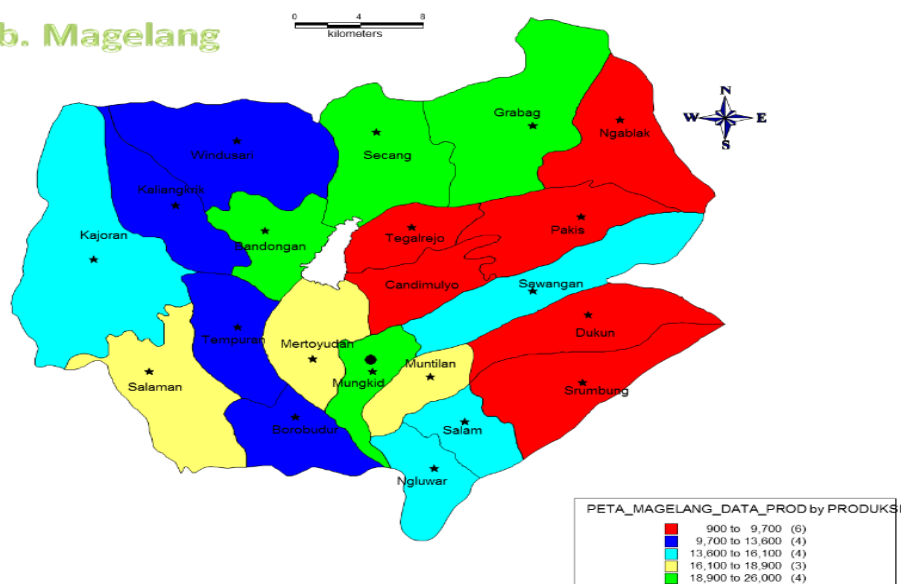 b. Magelang
0 4 8
kilometers
N
W E
S
Grabag
Ngablak
Windusari
Secang
Kaliangkrik
Kajoran
Bandongan
Tegalrejo
Pakis
Candimulyo
Sawangan
Tampuran
Mertoyudan
Dukun
Muntilan
Salaman
Mungkid
Srumbung
Borobudur
Salam
Ngluwar
PETA_MAGELANG_DATA_PROD by PRODUKSI
900 to 9,700 (6)
9,700 to 13,600 (4)
13,600 to 16,100 (4)
16,100 to 18,900 (3)
18,900 to 26,000 (4)